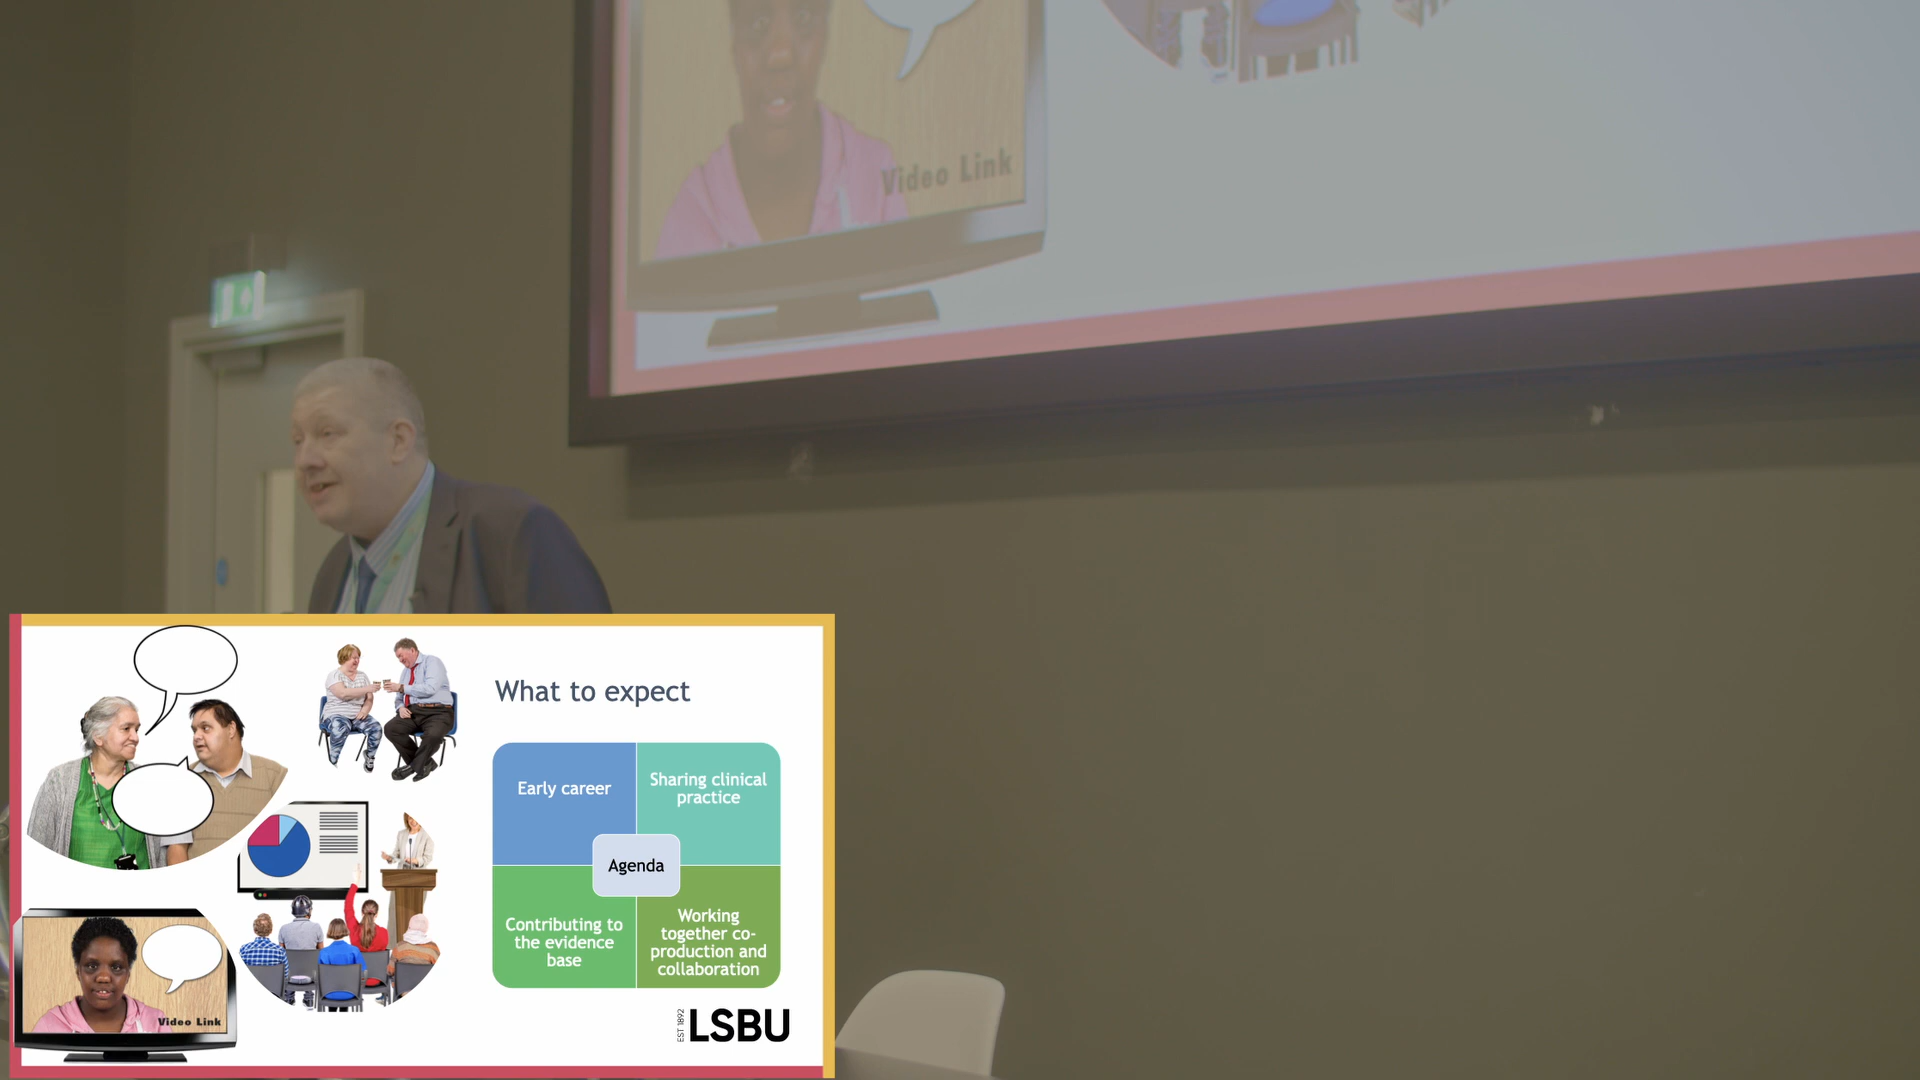 Video Link
What to expect
Early career
Sharing clinical
practice
Agenda
Contributing to
the evidence
base
Working
together co-
production and
collaboration
Video Link
EST 1892
LSBU